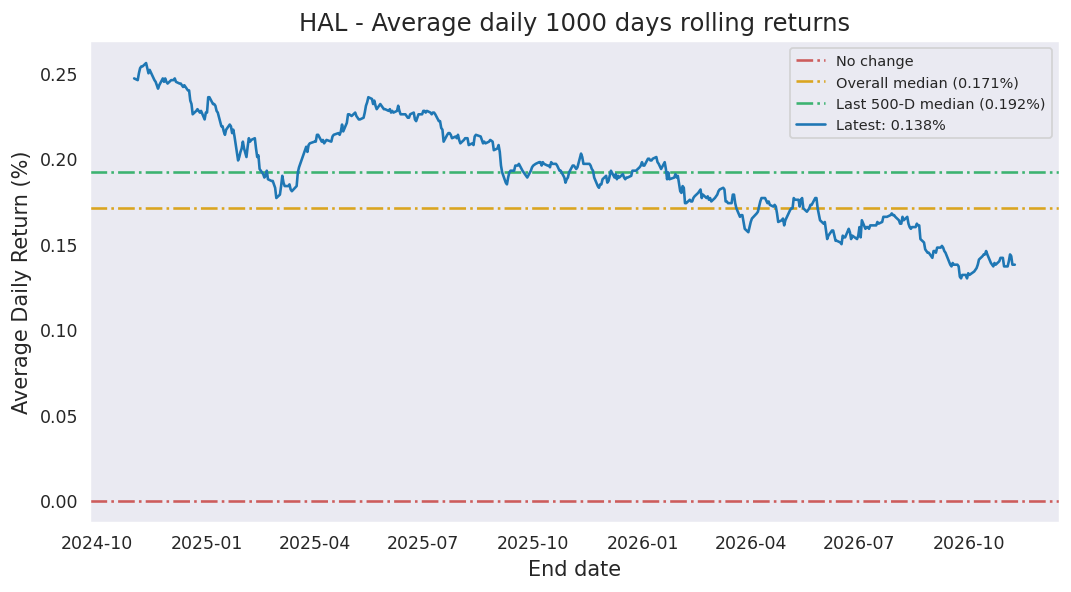 HAL - Average daily 1000 days rolling returns
Average Daily Return (%)
0.25
0.20
0.15
0.10
0.05
0.00
No change
Overall median (0.171%)
Last 500-D median (0.192%)
Latest: 0.138%
2024-10 2025-01 2025-04 2025-07 2025-10 2026-01 2026-04 2026-07 2026-10
End date